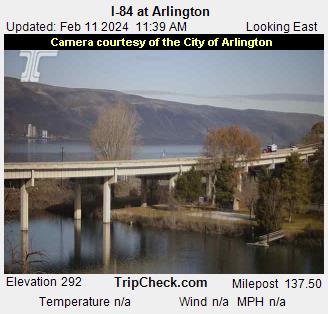 I-84 at Arlington
Updated: Feb 11 2024 11:39 AM Looking East
Camera courtesy of the City of Arlington
Elevation 292 TripCheck.com Milepost 137.50
Temperature n/a Wind n/a MPH n/a